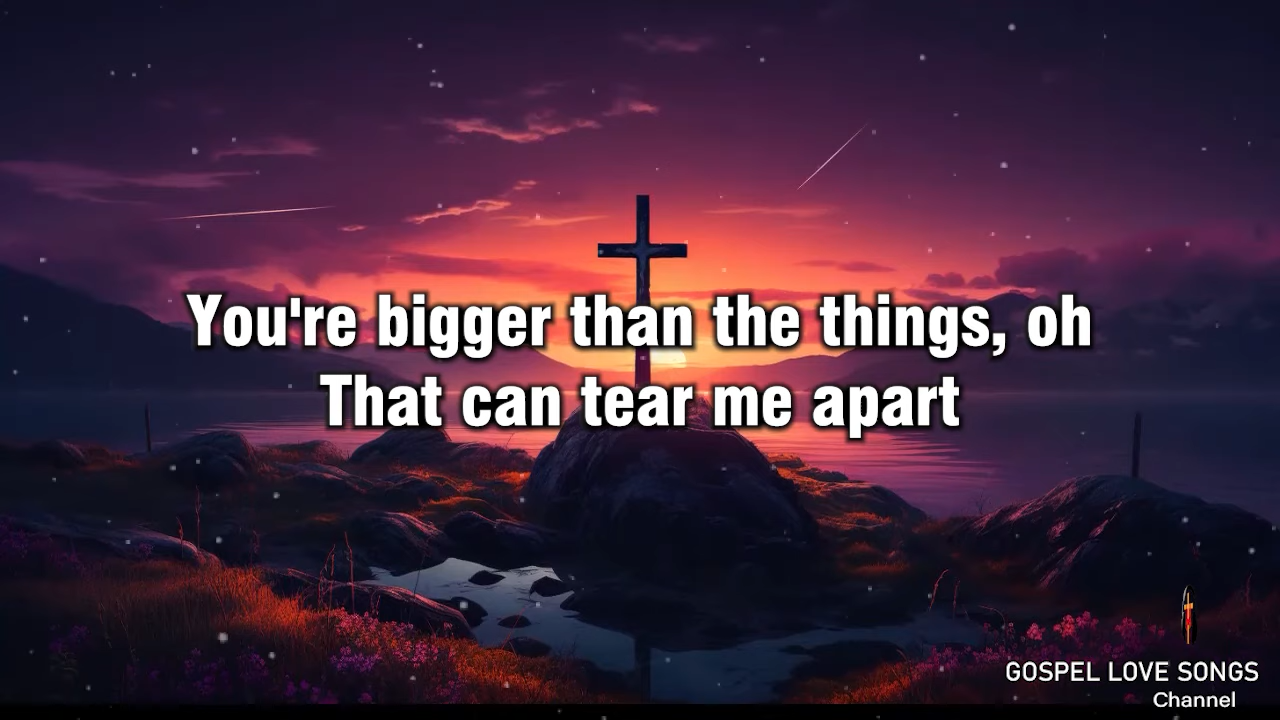 You're bigger than the things, oh
That can tear me apart
GOSPEL LOVE SONGS
Channel